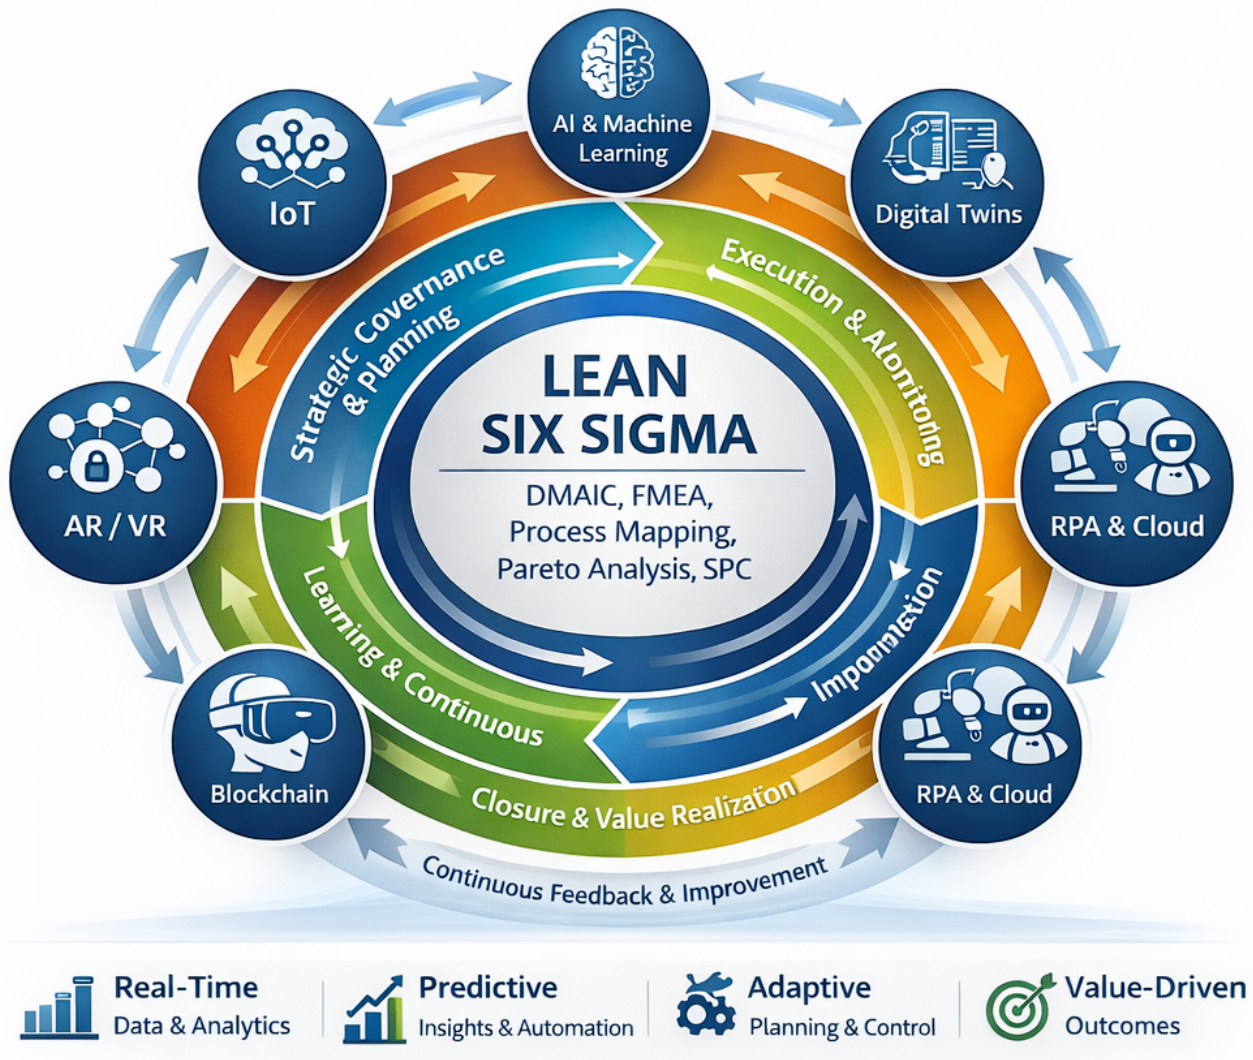 AI & Machine
Learning
IoT
Digital Twins
Strategic Covernance
& Planning
Execution & Alonitoring
LEAN
SIX SIGMA
DMAIC, FMEA,
Process Mapping,
Pareto Analysis, SPC
AR / VR
RPA & Cloud
Learning & Continuous
Blockchain
RPA & Cloud
Closure & Value Realization
Continuous Feedback & Improvement
Real-Time
Data & Analytics
Predictive
Insights & Automation
Adaptive
Planning & Control
Value-Driven
Outcomes